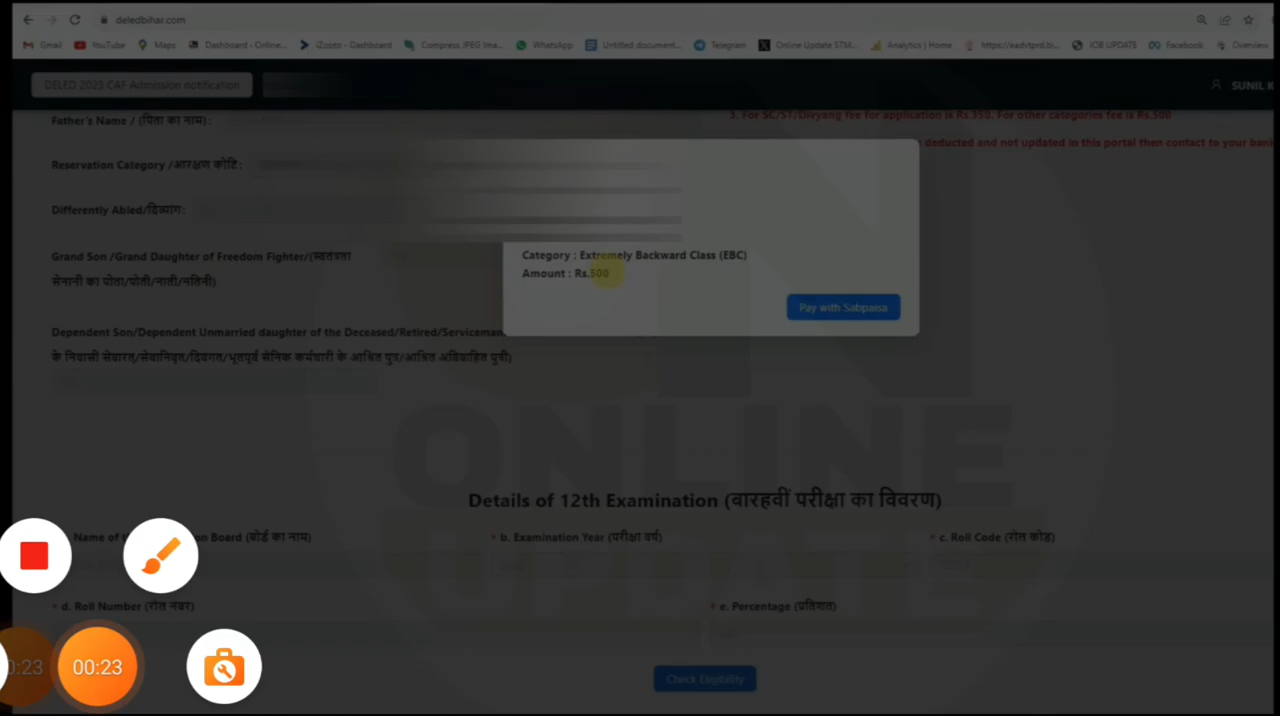 deledbihar.com
Gmail YouTube Maps Dashboard - Online... iZooto - Dashboard Compress JPEG Ima... WhatsApp Untitled document... Telegram Online Update STM... Analytics | Home https://eadvtprd.bi... IOB UPDATE Facebook Overview
DELED 2023 CAF Admission notification
SUNIL K
Father's Name / (पिता का नाम):
3. For SC/ST/Divyang fee for application is Rs.350. For other categories fee is Rs.500
deducted and not updated in this portal then contact to your bank
Reservation Category /आरक्षण कोटि:
Differently Abled/दिव्यांग:
Grand Son /Grand Daughter of Freedom Fighter/(स्वतंत्रता
सेनानी का पोता/पोती/नाती/नतिनी)
Category : Extremely Backward Class (EBC)
Amount : Rs.500
Pay with Sabpaisa
Dependent Son/Dependent Unmarried daughter of the Deceased/Retired/Serviceman
के निवासी सेवारत/सेवानिवृत/दिवंगत/भूतपूर्व सैनिक कर्मचारी के आश्रित पुत्र/आश्रित अविवाहित पुत्री)
ONLINE
UPDATE
Details of 12th Examination (बारहवीं परीक्षा का विवरण)
Name of on Board (बोर्ड का नाम)
* b. Examination Year (परीक्षा वर्ष)
* c. Roll Code (रोल कोड)
* d. Roll Number (रोल नंबर)
* e. Percentage (प्रतिशत)
Check Eligibility
0:23
00:23